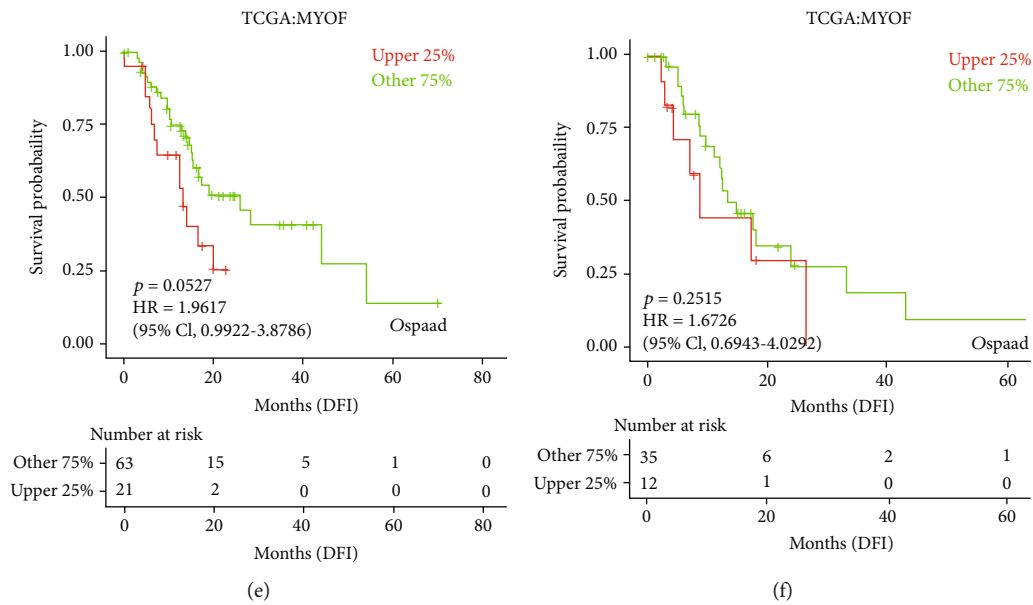 TCGA:MYOF
1.00
0.75
0.50
0.25
0.00
Survival probabaility
Upper 25%
Other 75%
p = 0.0527
HR = 1.9617
(95% Cl, 0.9922-3.8786)
Ospaad
0 20 40 60 80
Months (DFI)
Number at risk
Other 75% 63 15 5 1 0
Upper 25% 21 2 0 0 0
0 20 40 60 80
Months (DFI)
(e)
TCGA:MYOF
1.00
0.75
0.50
0.25
0.00
Survival probabaility
Upper 25%
Other 75%
p = 0.2515
HR = 1.6726
(95% Cl, 0.6943-4.0292)
Ospaad
0 20 40 60
Months (DFI)
Number at risk
Other 75% 35 6 2 1
Upper 25% 12 1 0 0
0 20 40 60
Months (DFI)
(f)